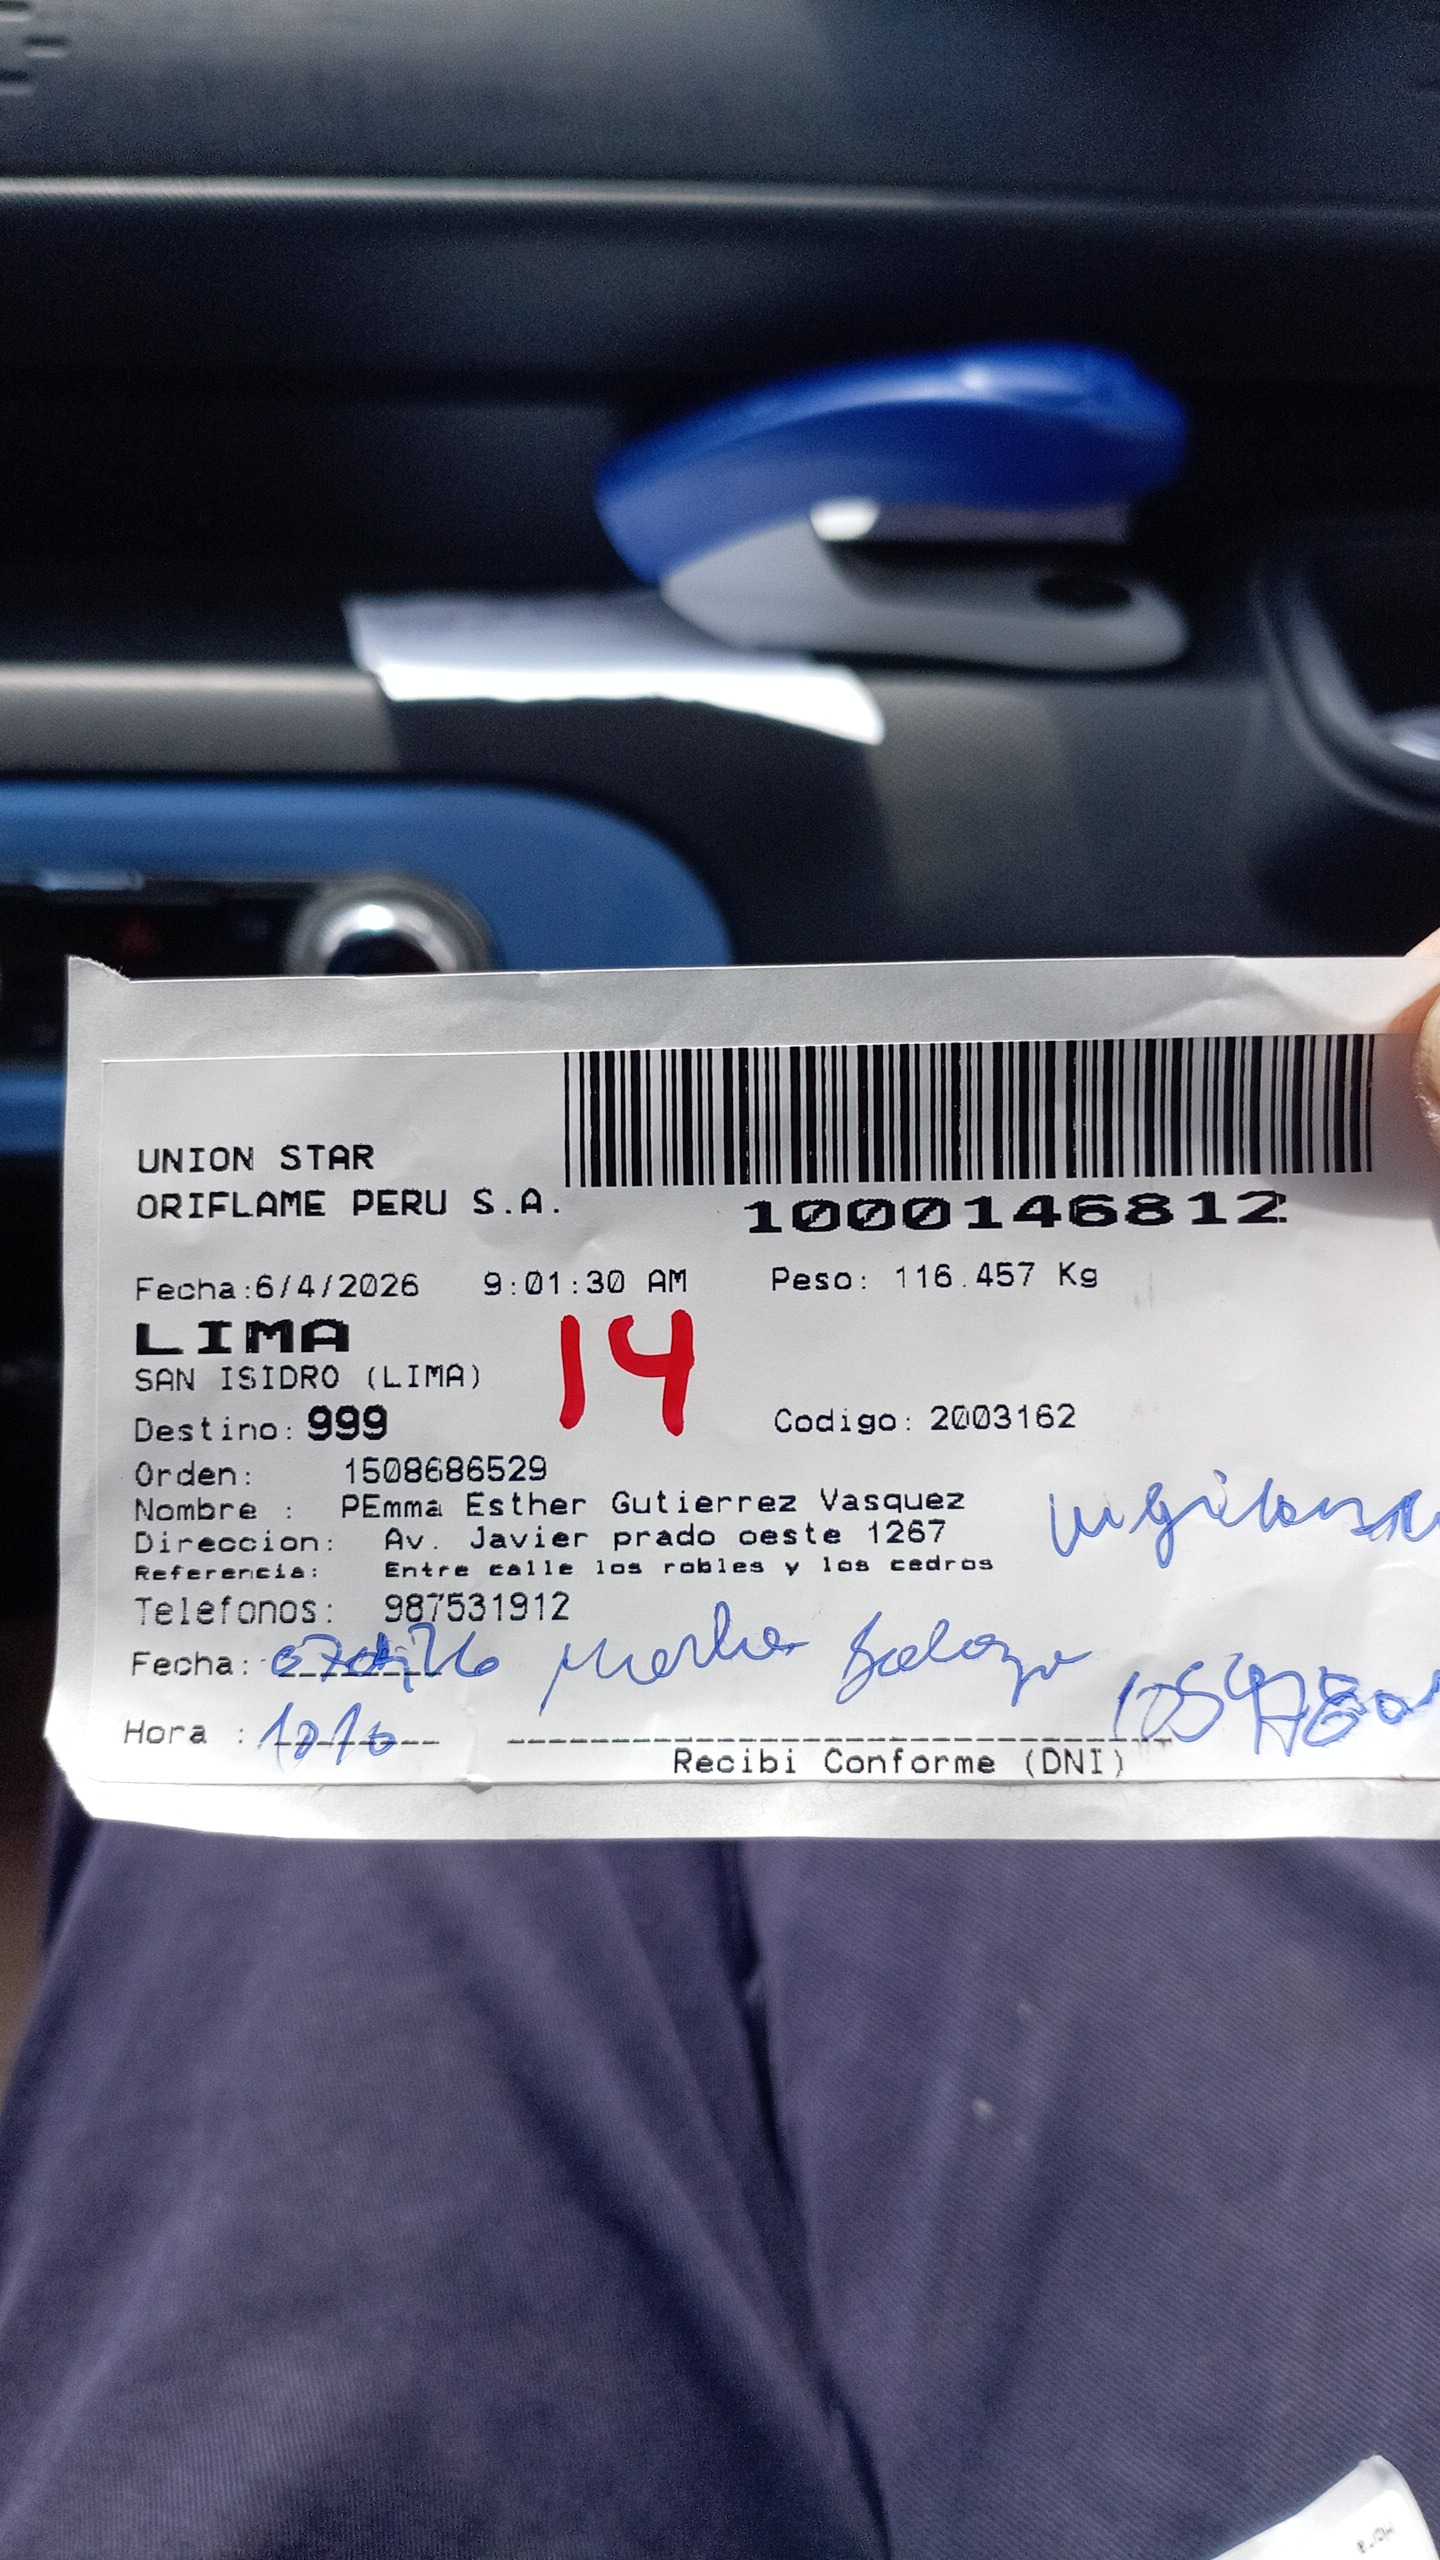 UNION STAR
ORIFLAME PERU S.A.
1000146812
Fecha:6/4/2026 9:01:30 AM Peso: 116.457 Kg
LIMA
14
SAN ISIDRO (LIMA)
Destino: 999 Codigo: 2003162
Orden: 1508686529
Nombre : PEmma Esther Gutierrez Vasquez
Direccion: Av. Javier prado oeste 1267
Referencia: Entre calle los robles y los cedros
Telefonos: 987531912
Fecha:
Hora : 1010
Recibi Conforme (DNI)